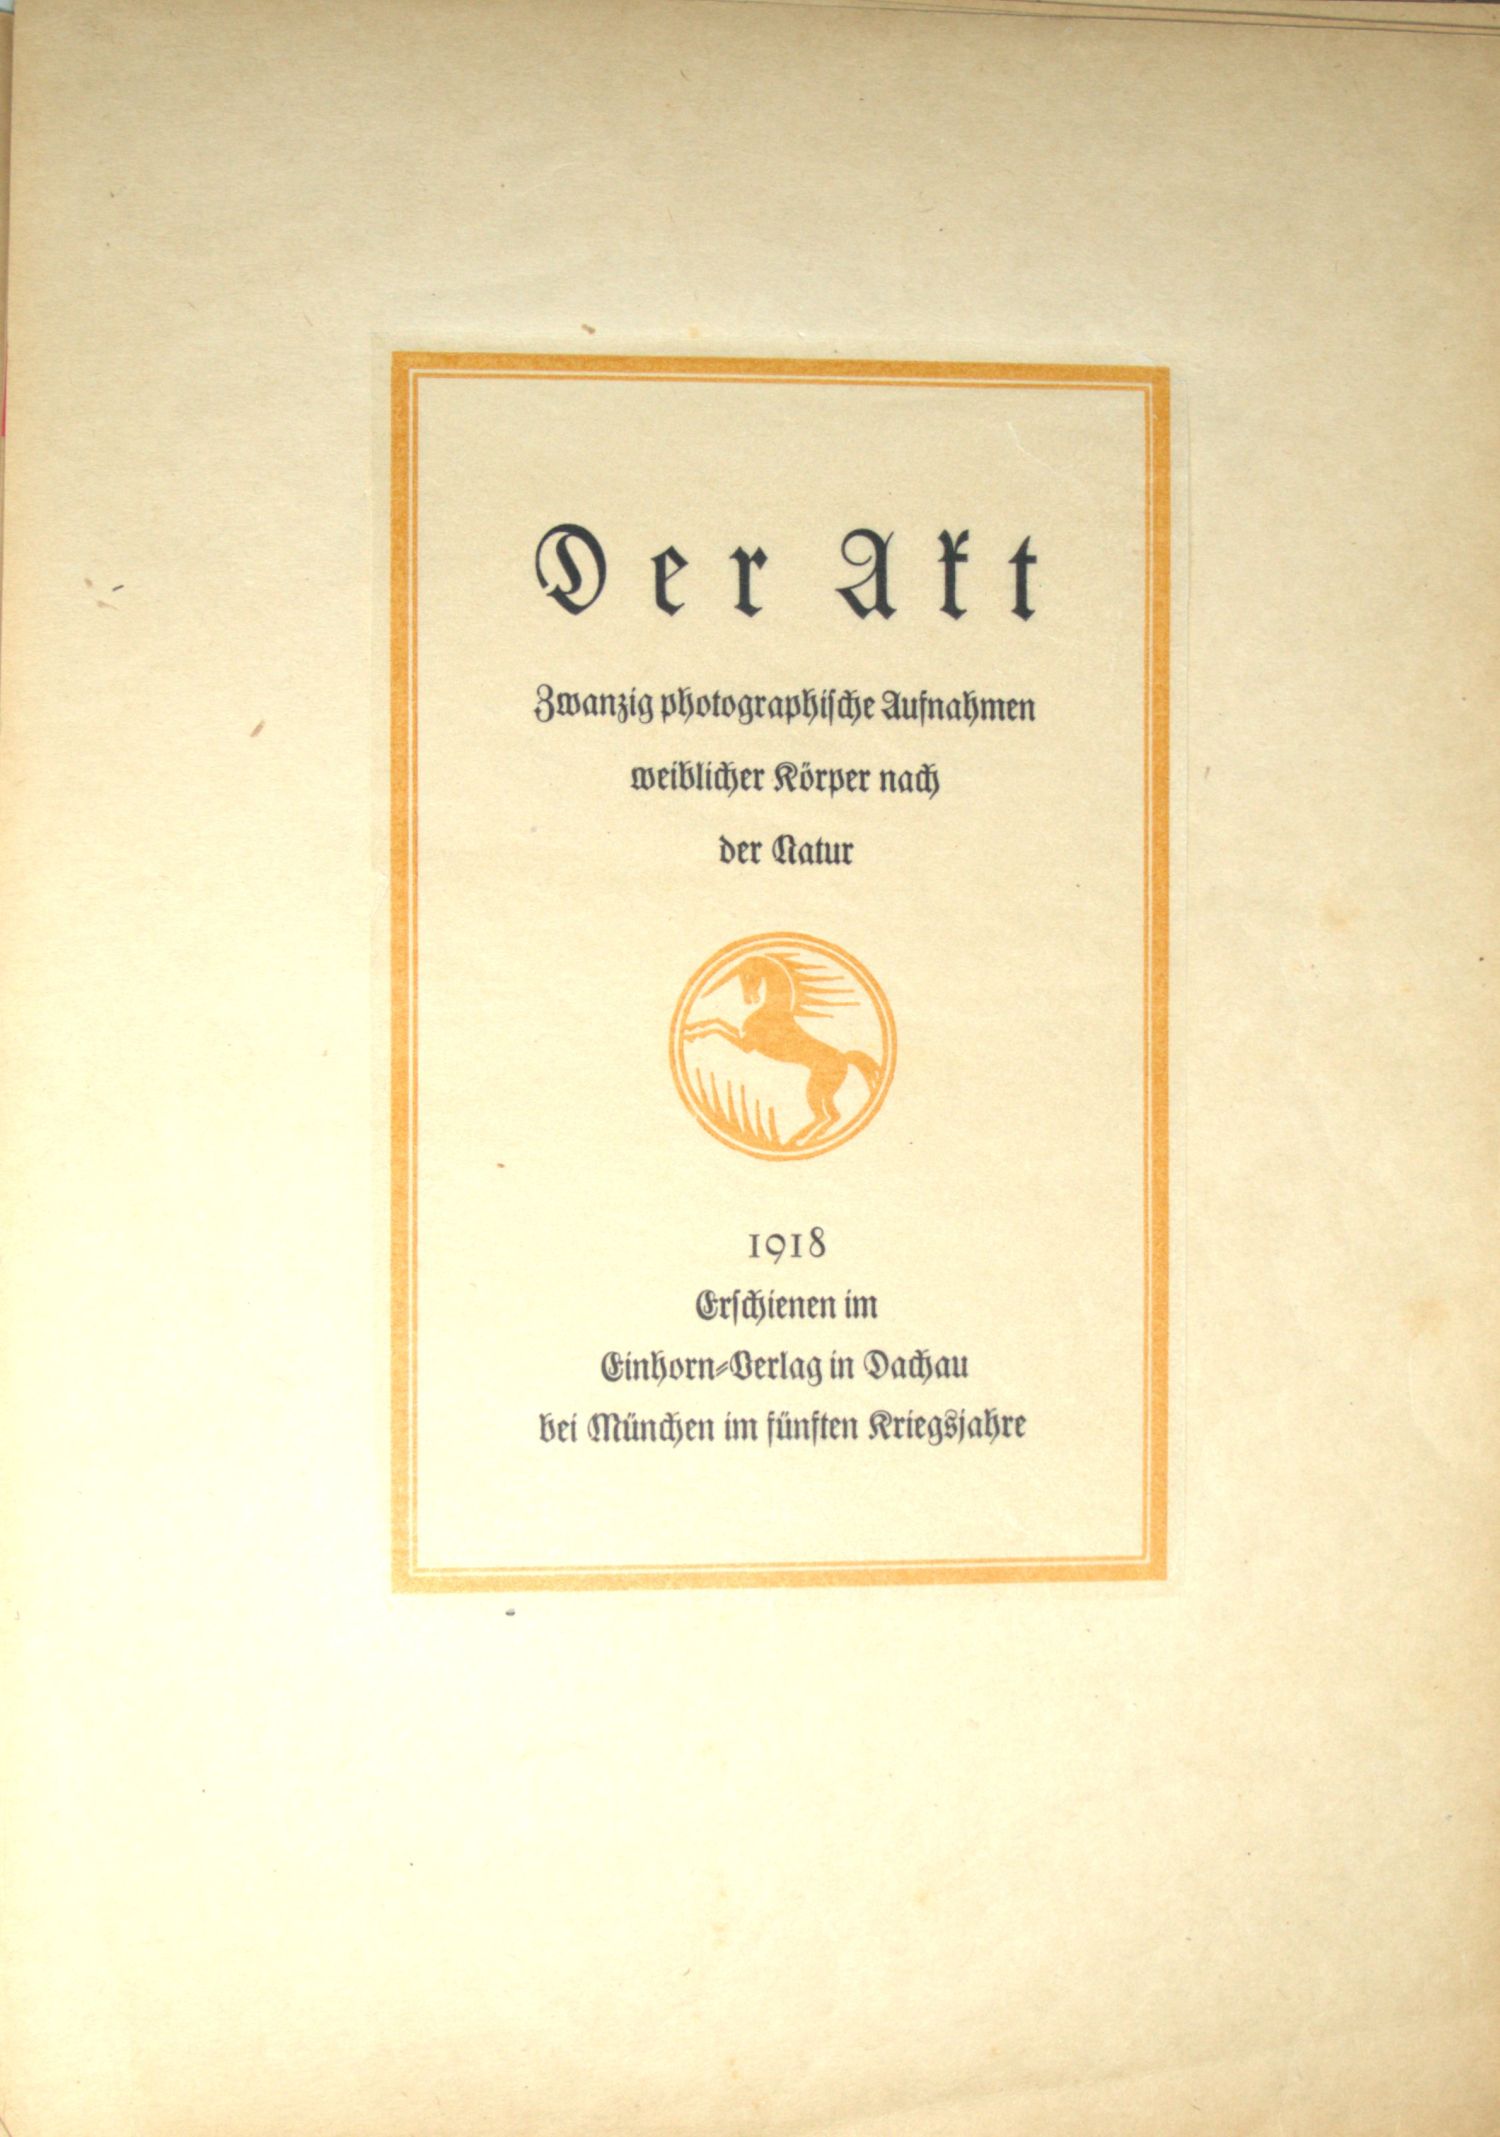 Der Akt
Zwanzig photographische Aufnahmen
weiblicher Körper nach
der Natur
1918
Erschienen im
Einhorn-Verlag in Dachau
bei München im fünften Kriegsjahre